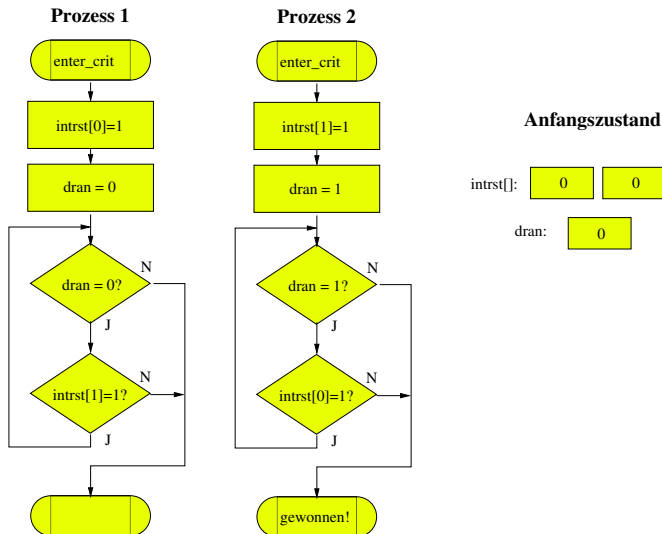 Prozess 1
enter_crit
intrst[0]=1
dran = 0
dran = 0?
N
J
intrst[1]=1?
N
J
Prozess 2
enter_crit
intrst[1]=1
dran = 1
dran = 1?
N
J
intrst[0]=1?
N
J
gewonnen!
Anfangszustand
intrst[]: 0 0
dran: 0